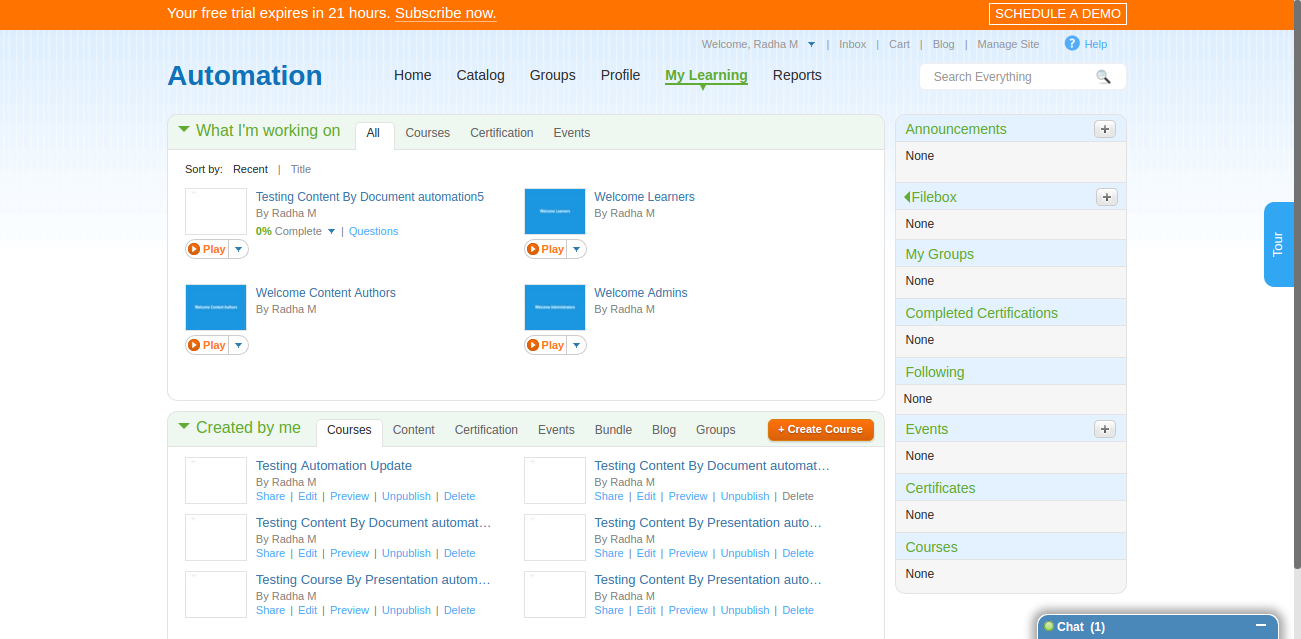 Your free trial expires in 21 hours. Subscribe now.
SCHEDULE A DEMO
Welcome, Radha M | Inbox | Cart | Blog | Manage Site ? Help
Automation
Home Catalog Groups Profile My Learning Reports
Search Everything
What I'm working on All Courses Certification Events
Sort by: Recent | Title
Testing Content By Document automation5
By Radha M
0% Complete | Questions
Play
Welcome Learners
Welcome Learners
By Radha M
Play
Welcome Content Authors
Welcome Content Authors
By Radha M
Play
Welcome Administrators
Welcome Admins
By Radha M
Play
Created by me Courses Content Certification Events Bundle Blog Groups + Create Course
Testing Automation Update
By Radha M
Share | Edit | Preview | Unpublish | Delete
Testing Content By Document automat…
By Radha M
Share | Edit | Preview | Unpublish | Delete
Testing Content By Document automat…
By Radha M
Share | Edit | Preview | Unpublish | Delete
Testing Content By Presentation auto…
By Radha M
Share | Edit | Preview | Unpublish | Delete
Testing Course By Presentation autom…
By Radha M
Share | Edit | Preview | Unpublish | Delete
Testing Content By Presentation auto…
By Radha M
Share | Edit | Preview | Unpublish | Delete
Announcements +
None
Filebox +
None
My Groups
None
Completed Certifications
None
Following
None
Events +
None
Certificates
None
Courses
None
Tour
Chat (1)